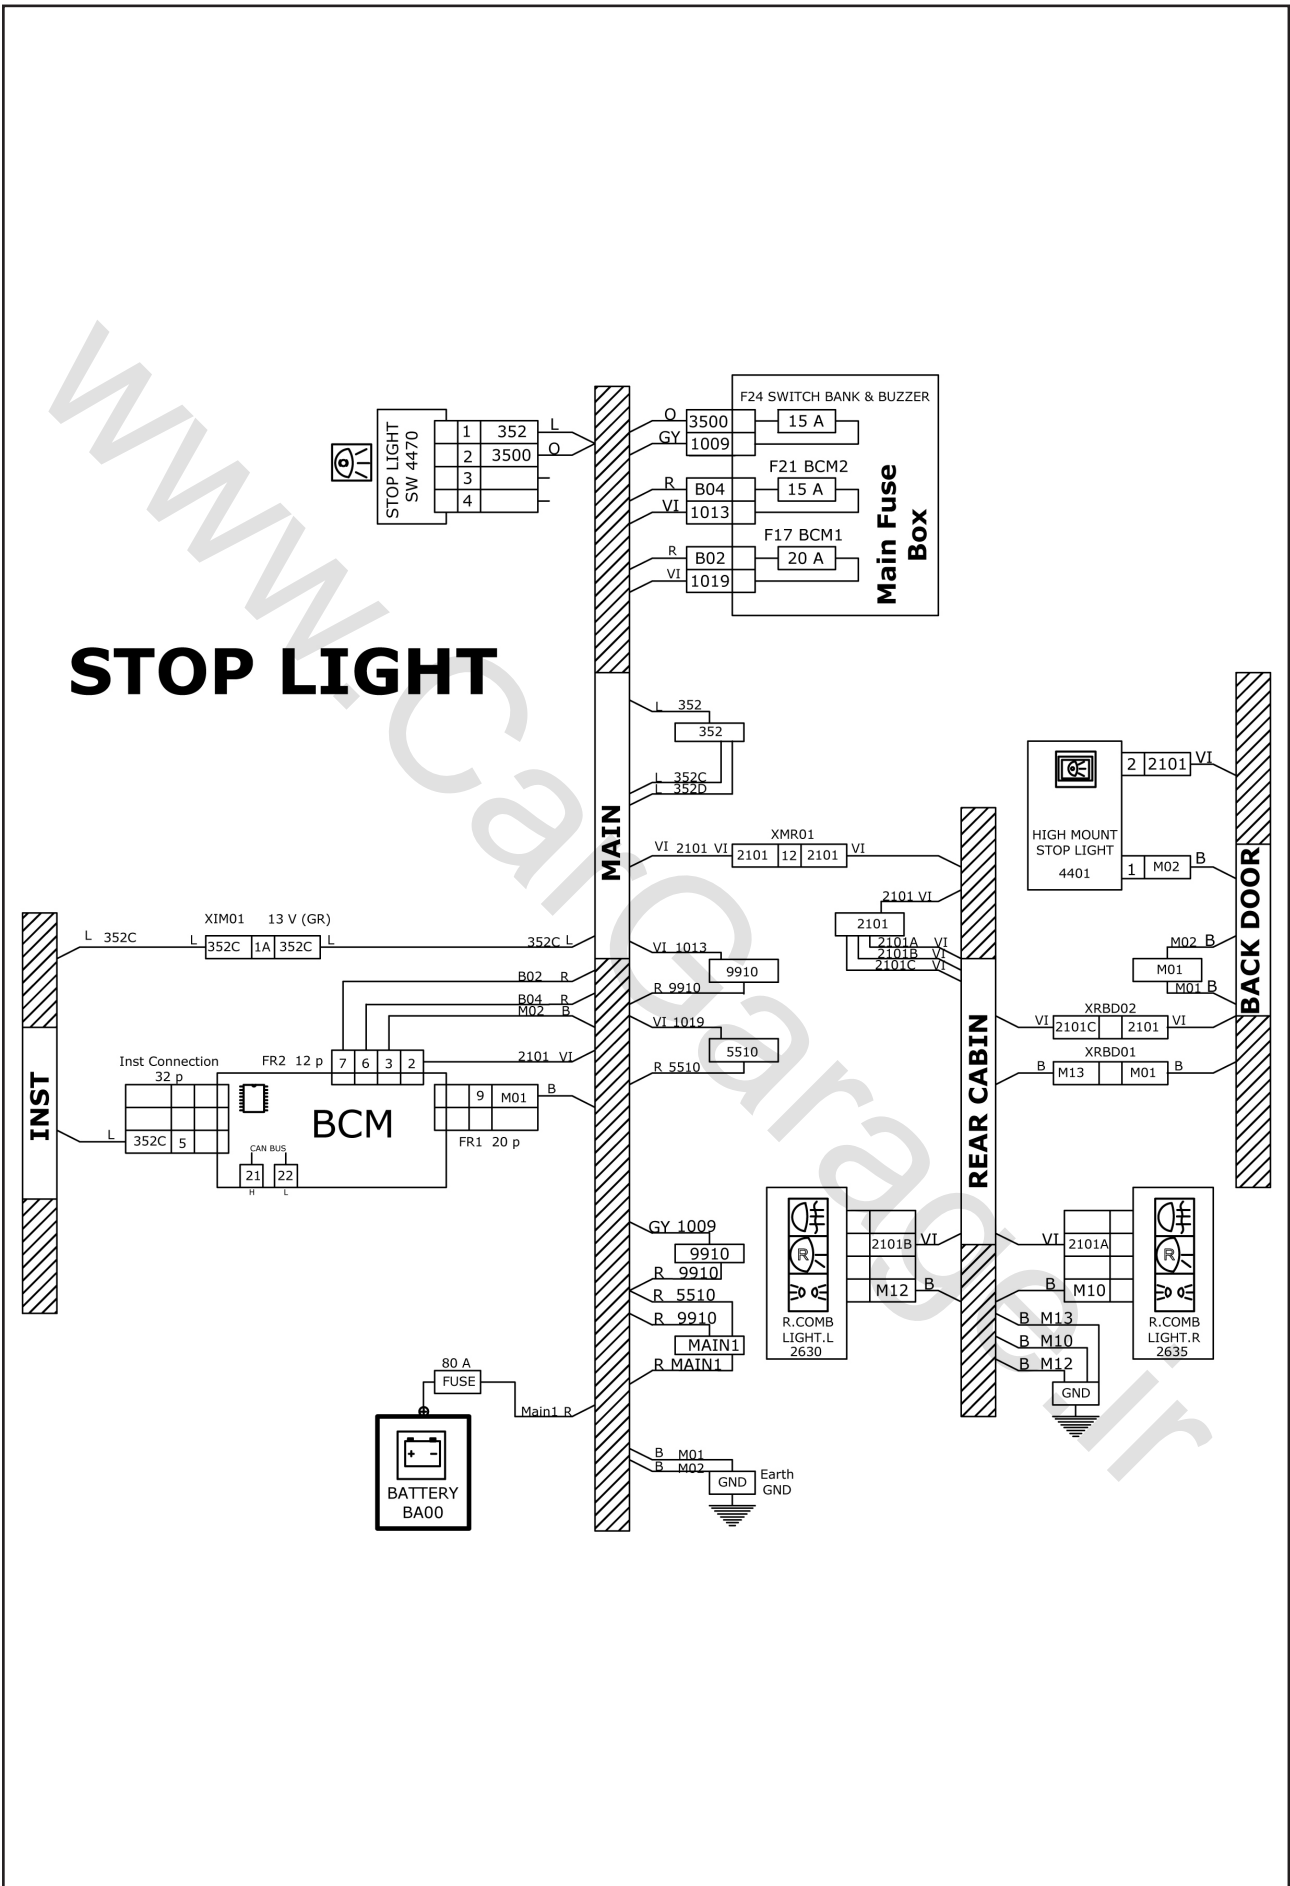 F24 SWITCH BANK & BUZZER
O 3500 15 A
GY 1009
F21 BCM2
R B04 15 A
VI 1013
F17 BCM1
R B02 20 A
VI 1019
Main Fuse
Box
STOP LIGHT
SW 4470
1 352 L
2 3500 O
3
4
STOP LIGHT
MAIN
L 352
352
L 352C
L 352D
XMR01
VI 2101 VI 2101 12 2101 VI
2101 VI
2101
2101A VI
2101B VI
2101C VI
2 2101 VI
HIGH MOUNT
STOP LIGHT
4401
1 M02 B
BACK DOOR
M02 B
M01
M01 B
XRBD02
VI 2101C 2101 VI
XRBD01
B M13 M01 B
REAR CABIN
XIM01 13 V (GR)
L 352C L 352C 1A 352C L 352C L
B02 R
B04 R
M02 B
2101 VI
VI 1013
9910
R 9910
VI 1019
5510
R 5510
Inst Connection
32 p
FR2 12 p
7 6 3 2
INST
L 352C 5
BCM
9 M01 B
FR1 20 p
CAN BUS
21 22
H L
GY 1009
9910
R 9910
R 5510
R 9910
MAIN1
R MAIN1
2101B VI
M12 B
R
R.COMB
LIGHT.L
2630
VI 2101A
B M10
R
R.COMB
LIGHT.R
2635
B M13
B M10
B M12
GND
80 A
FUSE
Main1 R
+ -
BATTERY
BA00
B M01
B M02
GND
Earth
GND
www.CarGarage.ir